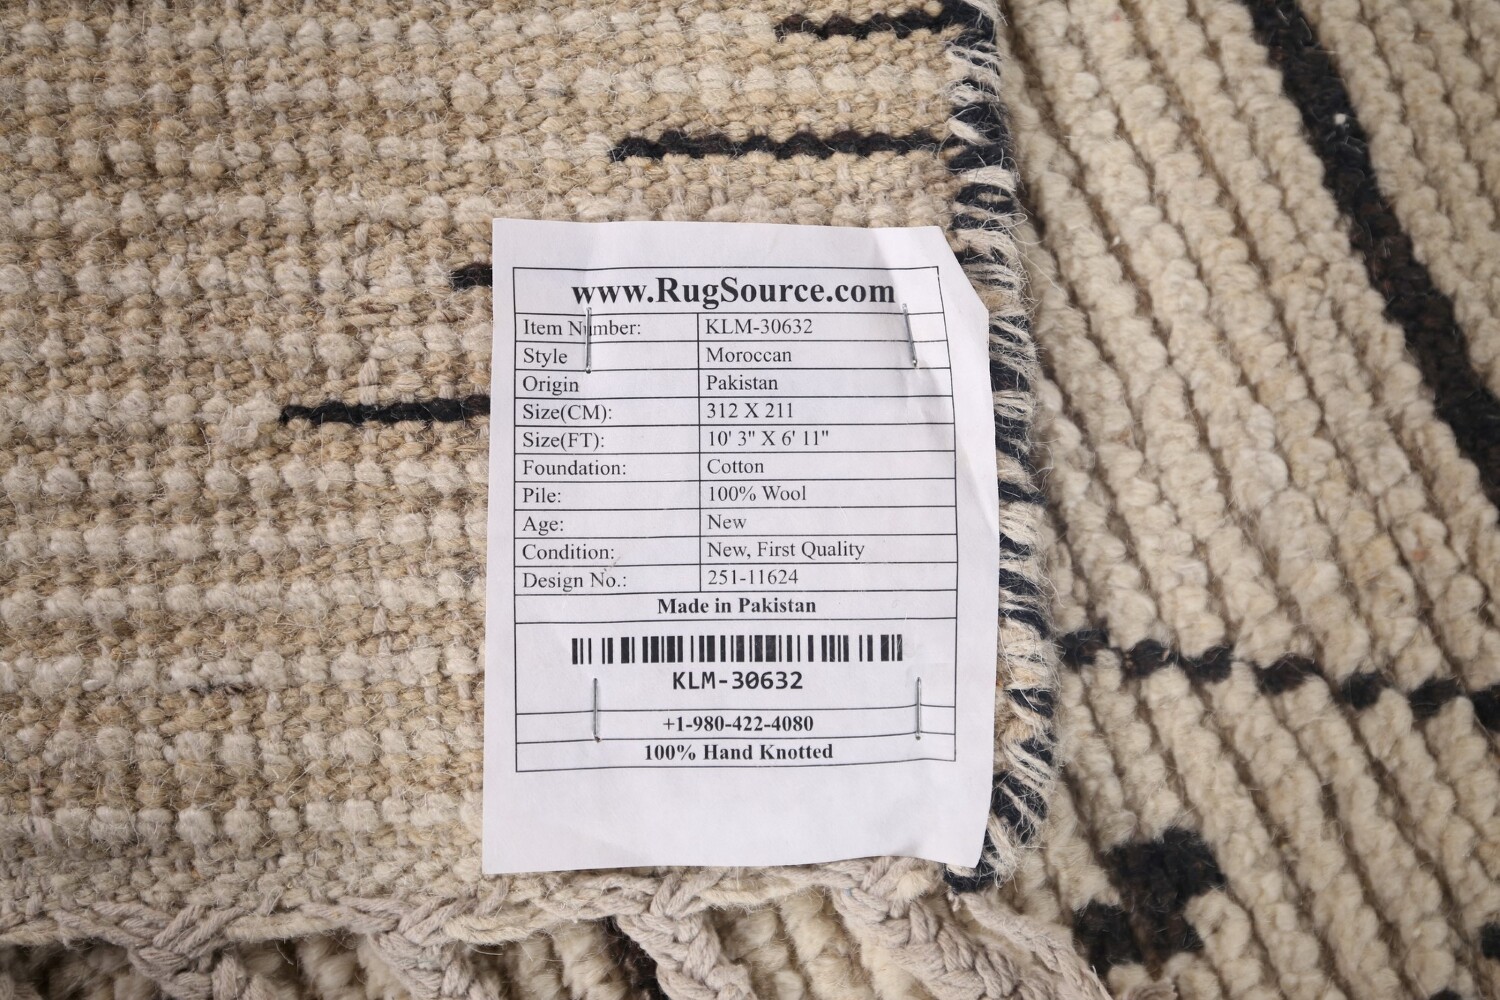 www.RugSource.com
Item Number: KLM-30632
Style Moroccan
Origin Pakistan
Size(CM): 312 X 211
Size(FT): 10' 3" X 6' 11"
Foundation: Cotton
Pile: 100% Wool
Age: New
Condition: New, First Quality
Design No.: 251-11624
Made in Pakistan
KLM-30632
+1-980-422-4080
100% Hand Knotted